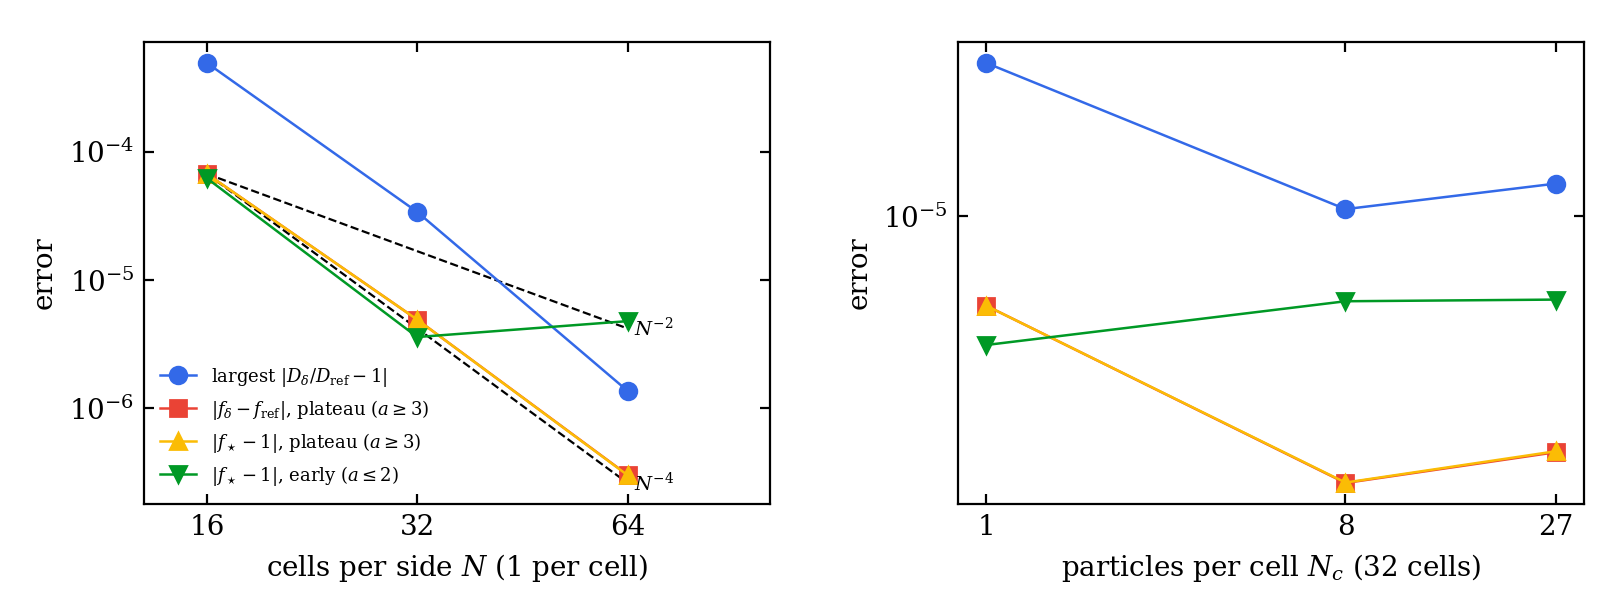 10⁻⁴
10⁻⁵
10⁻⁶
error
16
32
64
cells per side N (1 per cell)
N⁻²
N⁻⁴
largest |D_δ/D_ref − 1|
|f_δ − f_ref|, plateau (a ≥ 3)
|f_⋆ − 1|, plateau (a ≥ 3)
|f_⋆ − 1|, early (a ≤ 2)
10⁻⁵
error
1
8
27
particles per cell N_c (32 cells)